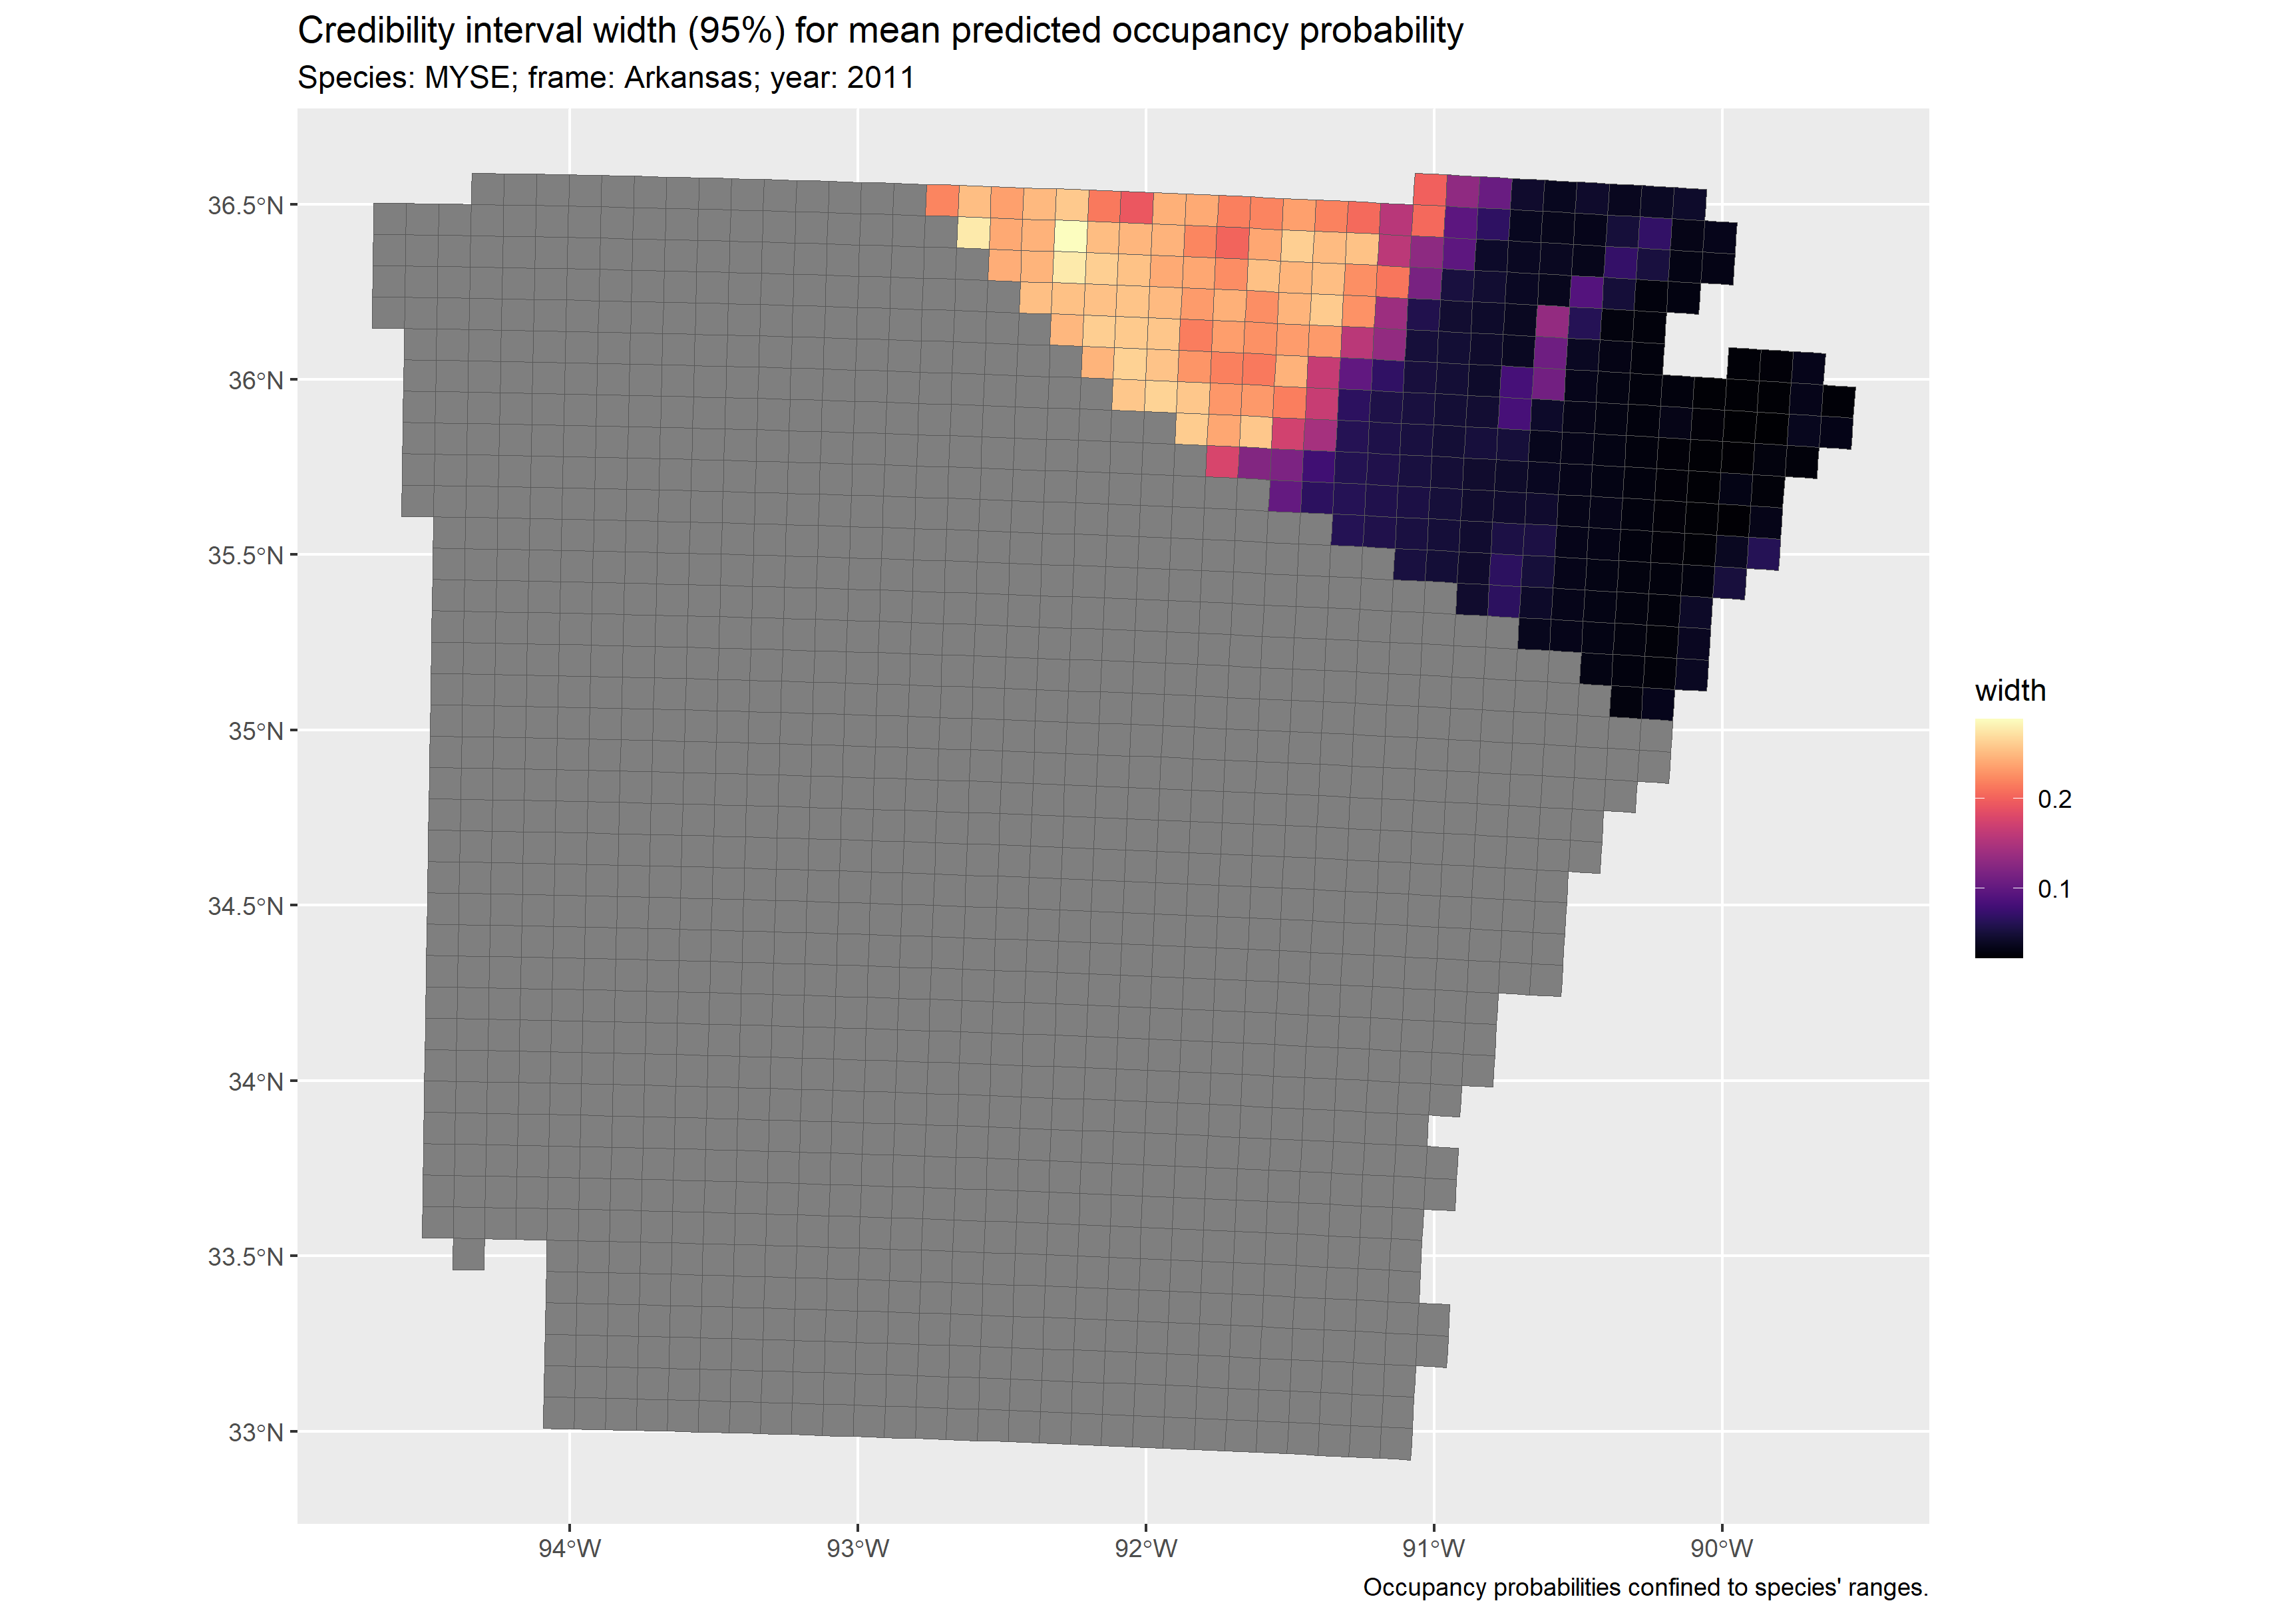 Credibility interval width (95%) for mean predicted occupancy probability
Species: MYSE; frame: Arkansas; year: 2011
36.5°N
36°N
35.5°N
35°N
34.5°N
34°N
33.5°N
33°N
94°W
93°W
92°W
91°W
90°W
width
0.2
0.1
Occupancy probabilities confined to species' ranges.